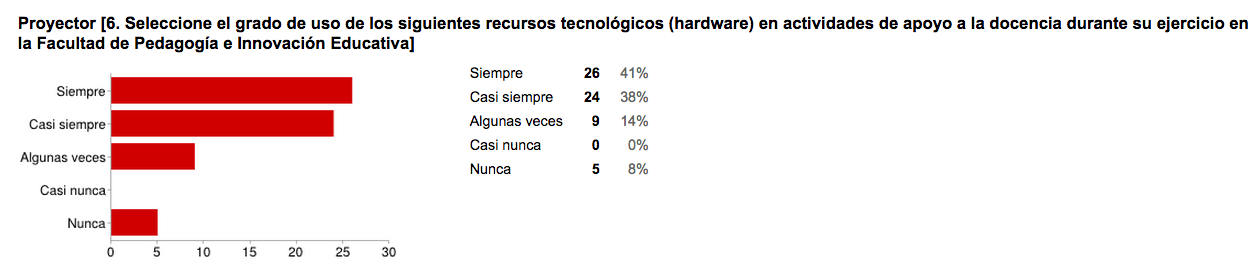 Proyector [6. Seleccione el grado de uso de los siguientes recursos tecnológicos (hardware) en actividades de apoyo a la docencia durante su ejercicio en
la Facultad de Pedagogía e Innovación Educativa]
Siempre
Casi siempre
Algunas veces
Casi nunca
Nunca
0 5 10 15 20 25 30
Siempre 26 41%
Casi siempre 24 38%
Algunas veces 9 14%
Casi nunca 0 0%
Nunca 5 8%